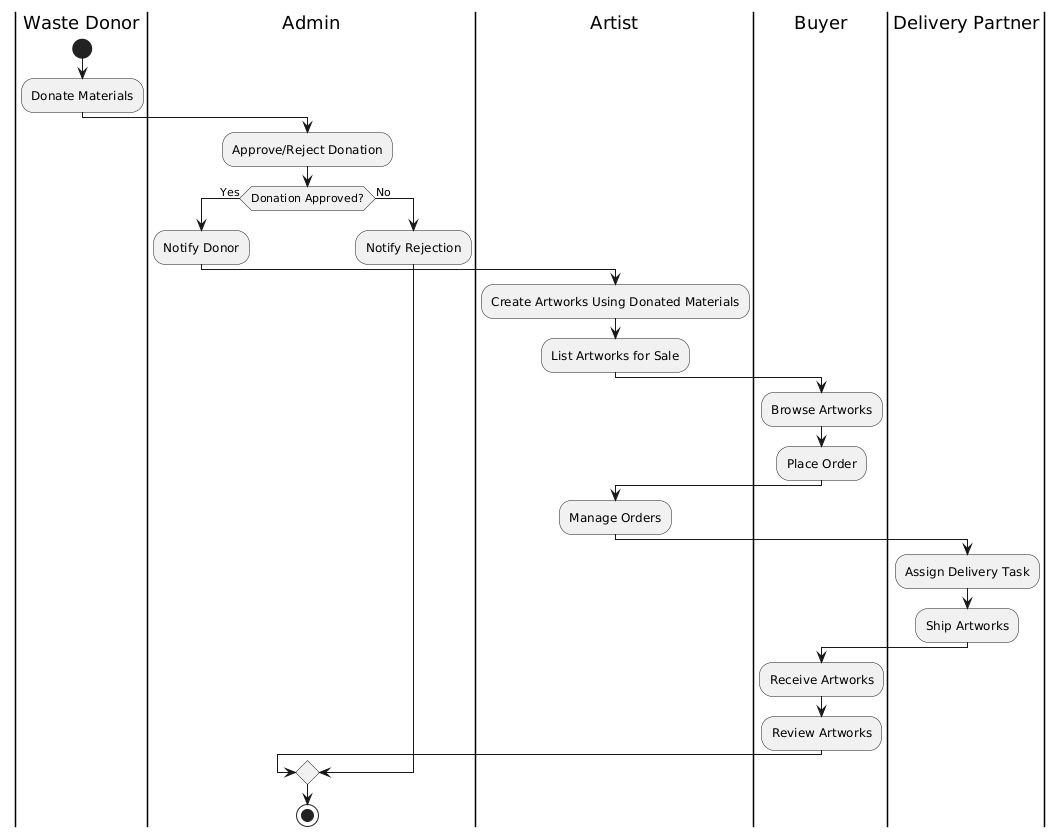 Waste Donor
Admin
Artist
Buyer
Delivery Partner
Donate Materials
Approve/Reject Donation
Yes
Donation Approved?
No
Notify Donor
Notify Rejection
Create Artworks Using Donated Materials
List Artworks for Sale
Browse Artworks
Place Order
Manage Orders
Assign Delivery Task
Ship Artworks
Receive Artworks
Review Artworks